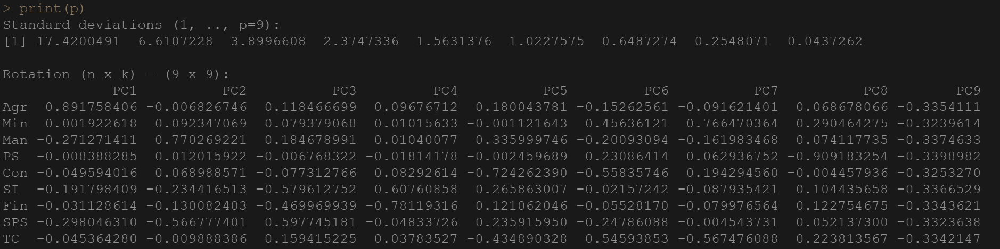 > print(p)
Standard deviations (1, .., p=9):
[1] 17.4200491  6.6107228  3.8996608  2.3747336  1.5631376  1.0227575  0.6487274  0.2548071  0.0437262

Rotation (n x k) = (9 x 9):
             PC1          PC2          PC3         PC4          PC5         PC6          PC7          PC8        PC9
Agr  0.891758406 -0.006826746  0.118466699  0.09676712  0.180043781 -0.15262561 -0.091621401  0.068678066 -0.3354111
Min  0.001922618  0.092347069  0.079379068  0.01015633 -0.001121643  0.45636121  0.766470364  0.290464275 -0.3239614
Man -0.271271411  0.770269221  0.184678991  0.01040077  0.335999746 -0.20093094 -0.161983468  0.074117735 -0.3374633
PS  -0.008388285  0.012015922 -0.006768322 -0.01814178 -0.002459689  0.23086414  0.062936752 -0.909183254 -0.3398982
Con -0.049594016  0.068988571 -0.077312766  0.08292614 -0.724262390 -0.55835746  0.194294560 -0.004457936 -0.3253270
SI  -0.191798409 -0.234416513 -0.579612752  0.60760858  0.265863007 -0.02157242 -0.087935421  0.104435658 -0.3366529
Fin -0.031128614 -0.130082403 -0.469969939 -0.78119316  0.121062046 -0.05528170 -0.079976564  0.122754675 -0.3343621
SPS -0.298046310 -0.566777401  0.597745181 -0.04833726  0.235915950 -0.24786088 -0.004543731  0.052137300 -0.3323638
TC  -0.045364280 -0.009888386  0.159415225  0.03783527 -0.434890328  0.54593853 -0.567476088  0.223813567 -0.3342147